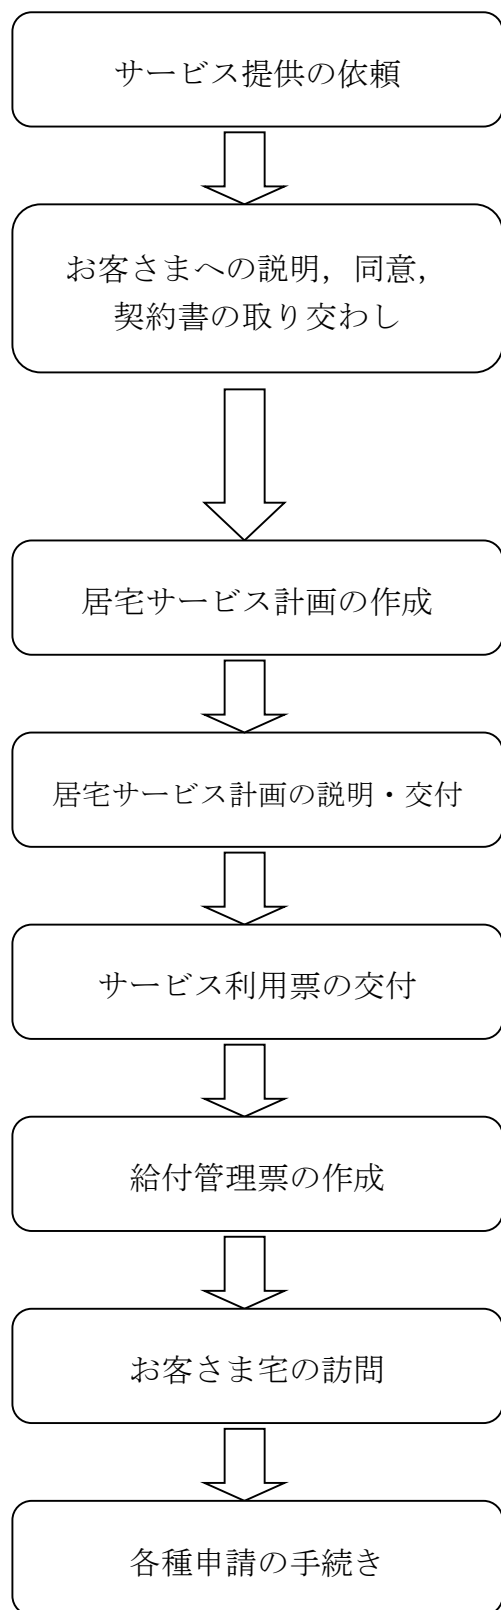 サービス提供の依頼
お客さまへの説明，同意，
契約書の取り交わし
居宅サービス計画の作成
居宅サービス計画の説明・交付
サービス利用票の交付
給付管理票の作成
お客さま宅の訪問
各種申請の手続き